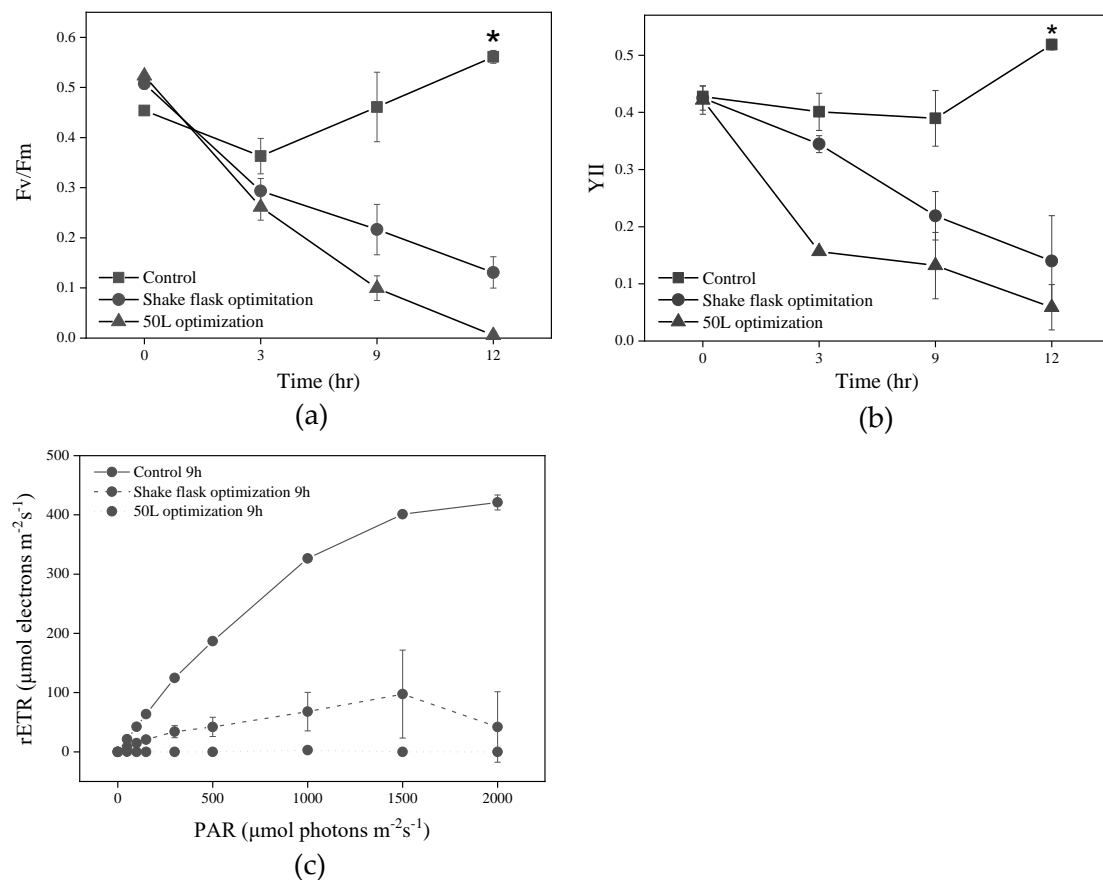 0.6
0.5
0.4
0.3
0.2
0.1
0.0
Fv/Fm
*
Control
Shake flask optimitation
50L optimization
0 3 9 12
Time (hr)
(a)
0.5
0.4
0.3
0.2
0.1
0.0
YII
*
Control
Shake flask optimitation
50L optimization
0 3 9 12
Time (hr)
(b)
500
400
300
200
100
0
rETR (μmol electrons m⁻²s⁻¹)
Control 9h
Shake flask optimization 9h
50L optimization 9h
0 500 1000 1500 2000
PAR (μmol photons m⁻²s⁻¹)
(c)